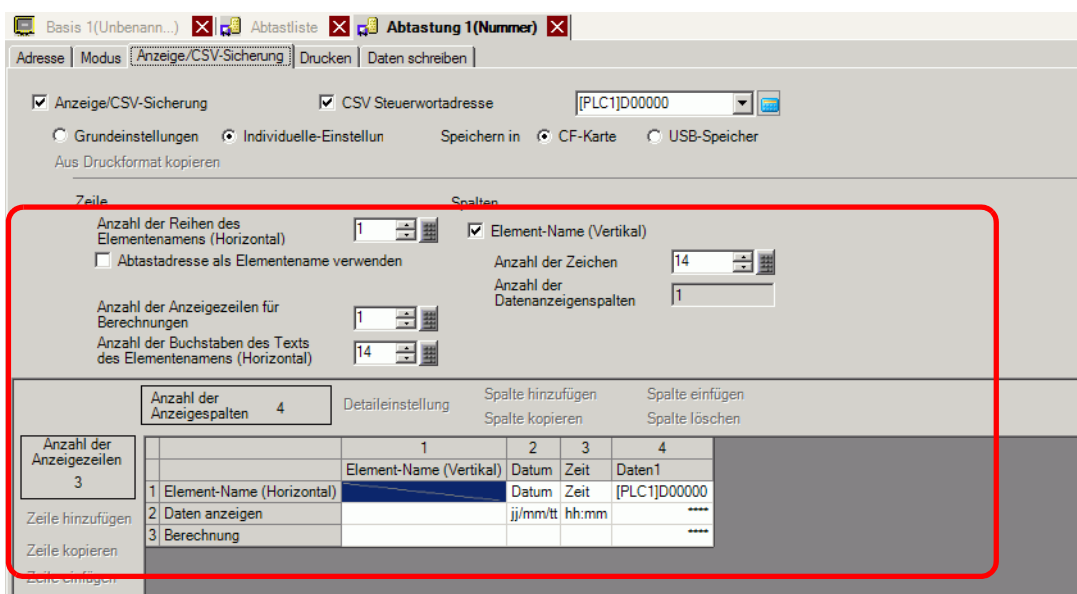 Basis 1(Unbenann...) Abtastliste Abtastung 1(Nummer)
Adresse Modus Anzeige/CSV-Sicherung Drucken Daten schreiben
Anzeige/CSV-Sicherung CSV Steuerwortadresse [PLC1]D00000
Grundeinstellungen Individuelle-Einstellun Speichern in CF-Karte USB-Speicher
Aus Druckformat kopieren
Zeile Spalten
Anzahl der Reihen des
Elementenamens (Horizontal) 1 Element-Name (Vertikal)
Abtastadresse als Elementename verwenden Anzahl der Zeichen 14
Anzahl der
Datenanzeigenspalten 1
Anzahl der Anzeigezeilen für
Berechnungen 1
Anzahl der Buchstaben des Texts
des Elementenamens (Horizontal) 14
Anzahl der
Anzeigespalten 4 Detaileinstellung Spalte hinzufügen Spalte einfügen
Spalte kopieren Spalte löschen
Anzahl der
Anzeigezeilen
3
1 2 3 4
Element-Name (Vertikal) Datum Zeit Daten1
1 Element-Name (Horizontal) Datum Zeit [PLC1]D00000
2 Daten anzeigen jj/mm/tt hh:mm ****
3 Berechnung ****
Zeile hinzufügen
Zeile kopieren
Zeile einfügen